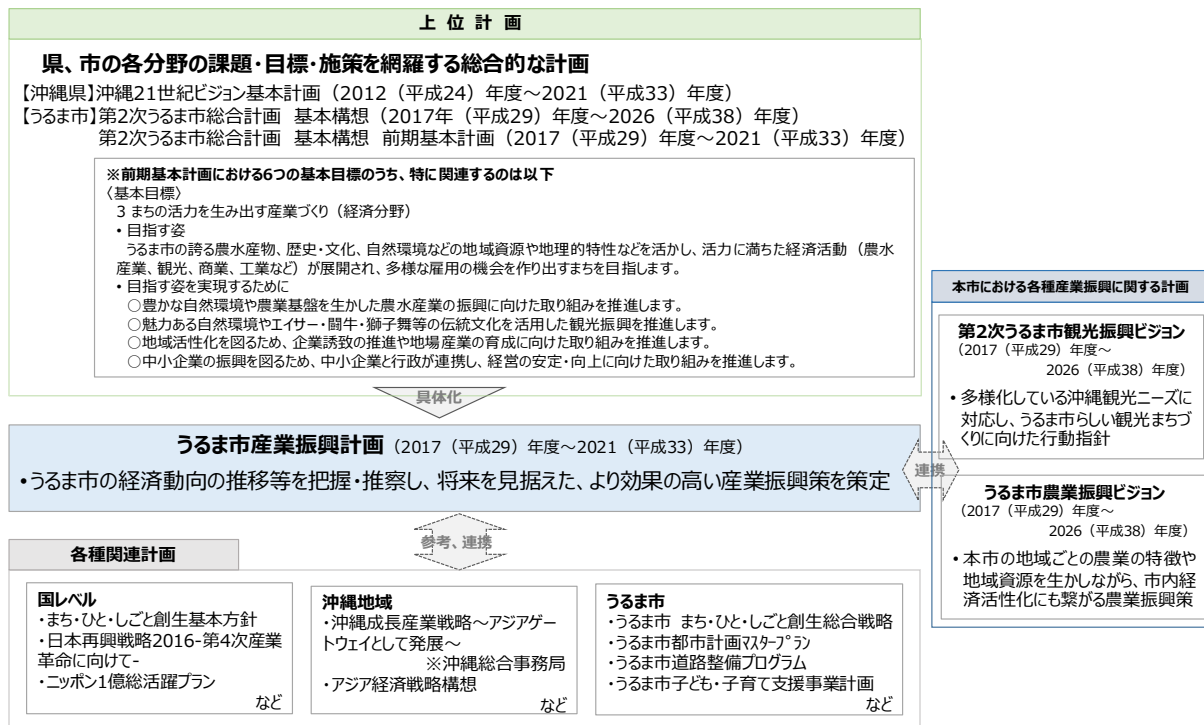 上位計画
県、市の各分野の課題・目標・施策を網羅する総合的な計画
【沖縄県】沖縄21世紀ビジョン基本計画（2012（平成24）年度～2021（平成33）年度）
【うるま市】第2次うるま市総合計画 基本構想（2017年（平成29）年度～2026（平成38）年度）
第2次うるま市総合計画 基本構想 前期基本計画（2017（平成29）年度～2021（平成33）年度）
※前期基本計画における6つの基本目標のうち、特に関連するのは以下
〈基本目標〉
3 まちの活力を生み出す産業づくり（経済分野）
・目指す姿
うるま市の誇る農水産物、歴史・文化、自然環境などの地域資源や地理的特性などを活かし、活力に満ちた経済活動（農水
産業、観光、商業、工業など）が展開され、多様な雇用の機会を作り出すまちを目指します。
・目指す姿を実現するために
○豊かな自然環境や農業基盤を生かした農水産業の振興に向けた取り組みを推進します。
○魅力ある自然環境やエイサー・闘牛・獅子舞等の伝統文化を活用した観光振興を推進します。
○地域活性化を図るため、企業誘致の推進や地場産業の育成に向けた取り組みを推進します。
○中小企業の振興を図るため、中小企業と行政が連携し、経営の安定・向上に向けた取り組みを推進します。
具体化
うるま市産業振興計画（2017（平成29）年度～2021（平成33）年度）
・うるま市の経済動向の推移等を把握・推察し、将来を見据えた、より効果の高い産業振興策を策定
連携
本市における各種産業振興に関する計画
第2次うるま市観光振興ビジョン
（2017（平成29）年度～
2026（平成38）年度）
・多様化している沖縄観光ニーズに
対応し、うるま市らしい観光まちづ
くりに向けた行動指針
うるま市農業振興ビジョン
（2017（平成29）年度～
2026（平成38）年度）
・本市の地域ごとの農業の特徴や
地域資源を生かしながら、市内経
済活性化にも繋がる農業振興策
参考、連携
各種関連計画
国レベル
・まち・ひと・しごと創生基本方針
・日本再興戦略2016-第4次産業
革命に向けて-
・ニッポン1億総活躍プラン
など
沖縄地域
・沖縄成長産業戦略～アジアゲー
トウェイとして発展～
※沖縄総合事務局
・アジア経済戦略構想
など
うるま市
・うるま市 まち・ひと・しごと創生総合戦略
・うるま市都市計画ﾏｽﾀｰﾌﾟﾗﾝ
・うるま市道路整備プログラム
・うるま市子ども・子育て支援事業計画
など